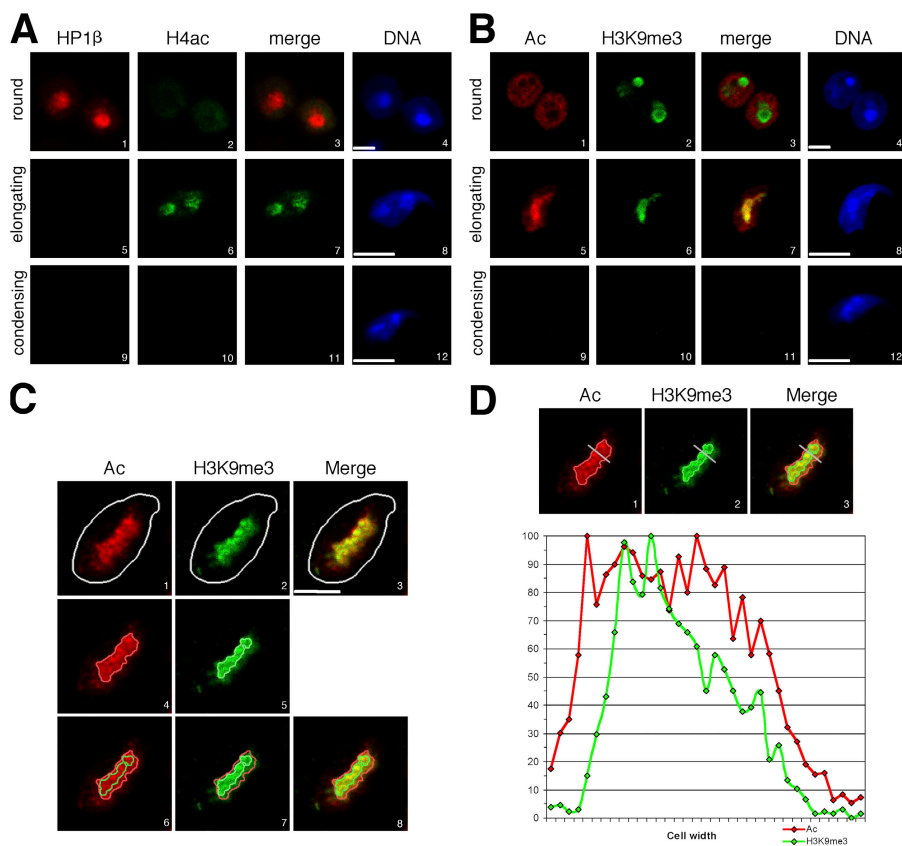 A
HP1β H4ac merge DNA
round
1 2 3 4
elongating
5 6 7 8
condensing
9 10 11 12
B
Ac H3K9me3 merge DNA
round
1 2 3 4
elongating
5 6 7 8
condensing
9 10 11 12
C
Ac H3K9me3 Merge
1 2 3
4 5
6 7 8
D
Ac H3K9me3 Merge
1 2 3
100
90
80
70
60
50
40
30
20
10
0
Cell width
Ac
H3K9me3